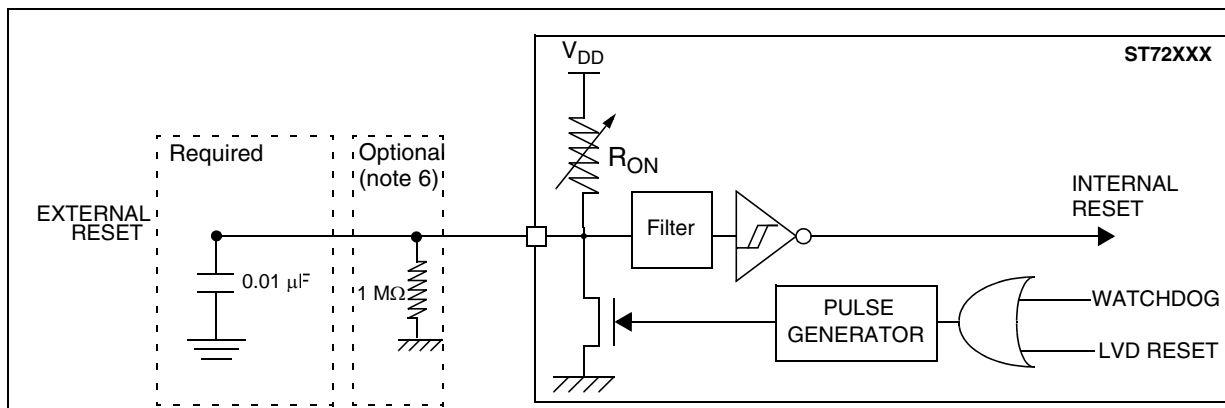 V_DD
ST72XXX
Required
Optional
(note 6)
R_ON
EXTERNAL
RESET
Filter
INTERNAL
RESET
0.01 μF
1 MΩ
PULSE
GENERATOR
WATCHDOG
LVD RESET